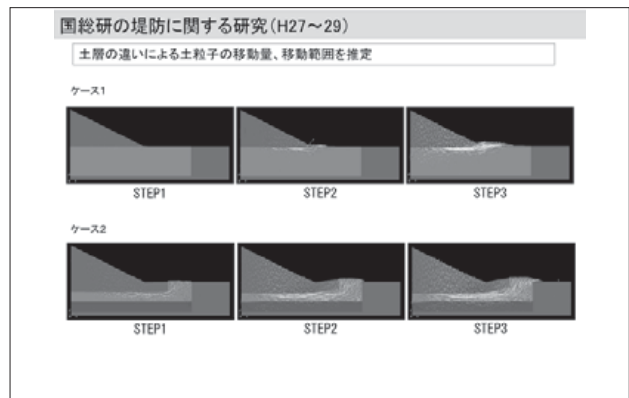 国総研の堤防に関する研究(H27～29)
土層の違いによる土粒子の移動量、移動範囲を推定
ケース1
STEP1 STEP2 STEP3
ケース2
STEP1 STEP2 STEP3